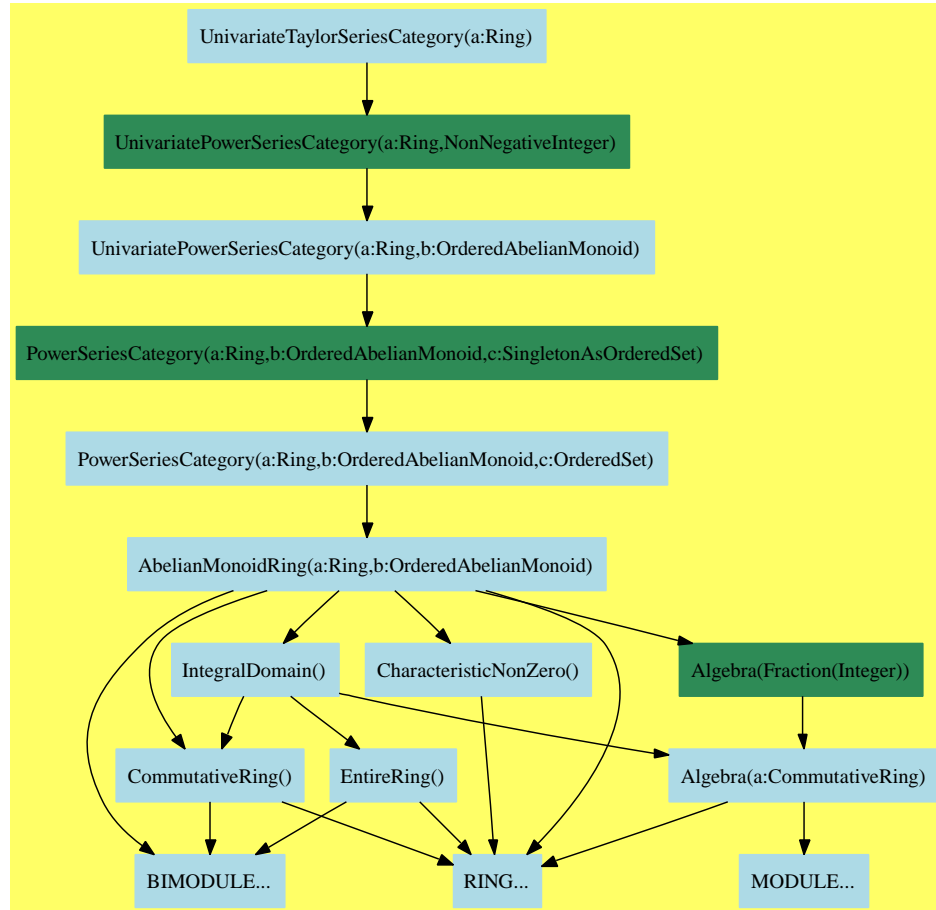 UnivariateTaylorSeriesCategory(a:Ring)
UnivariatePowerSeriesCategory(a:Ring,NonNegativeInteger)
UnivariatePowerSeriesCategory(a:Ring,b:OrderedAbelianMonoid)
PowerSeriesCategory(a:Ring,b:OrderedAbelianMonoid,c:SingletonAsOrderedSet)
PowerSeriesCategory(a:Ring,b:OrderedAbelianMonoid,c:OrderedSet)
AbelianMonoidRing(a:Ring,b:OrderedAbelianMonoid)
IntegralDomain()
CharacteristicNonZero()
Algebra(Fraction(Integer))
CommutativeRing()
EntireRing()
Algebra(a:CommutativeRing)
BIMODULE...
RING...
MODULE...